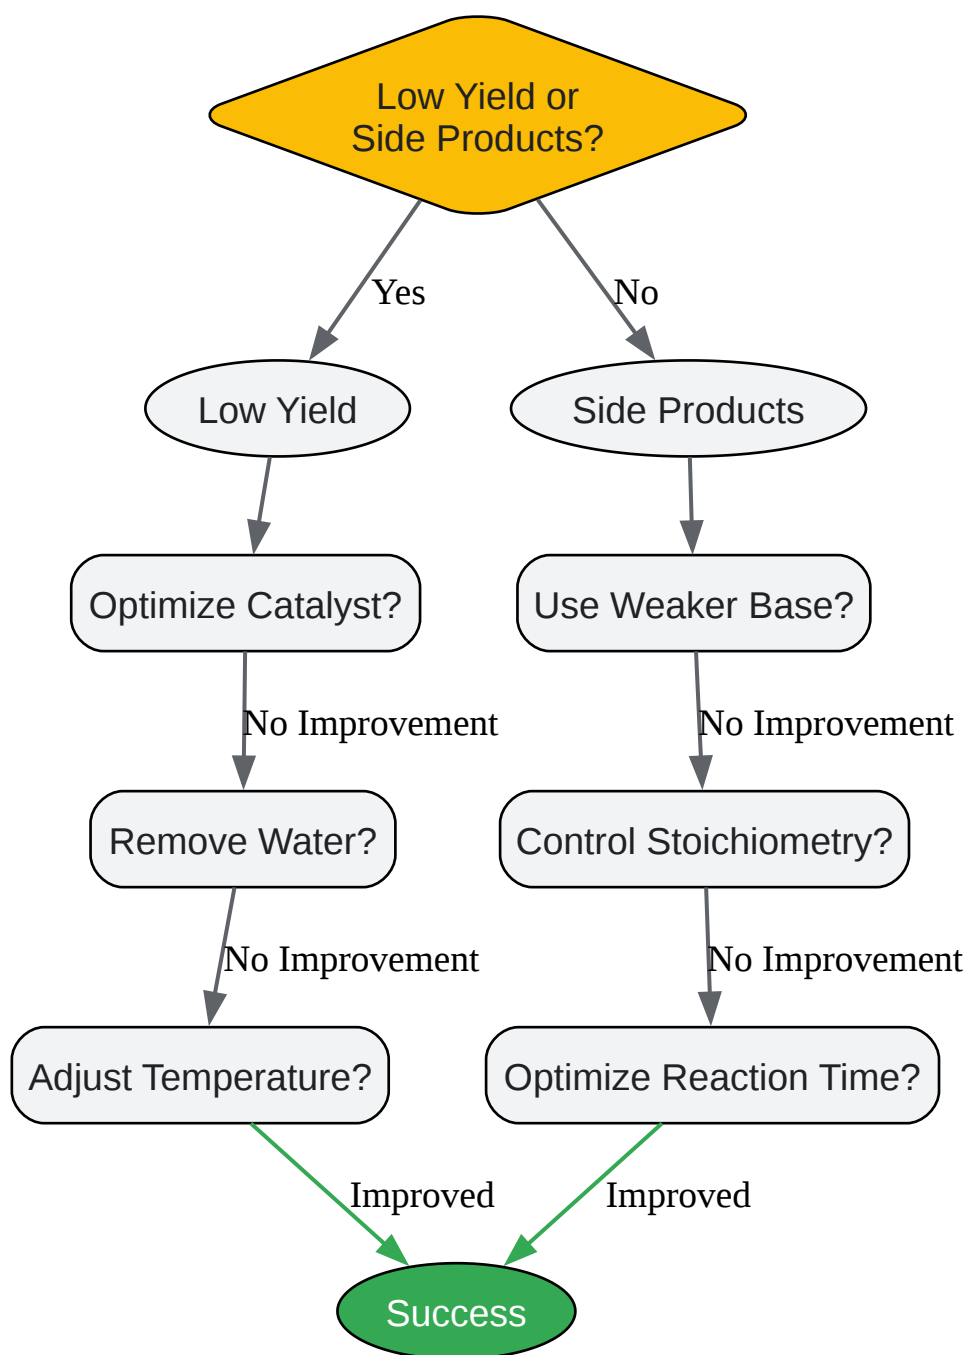 Low Yield or
Side Products?
Yes
No
Low Yield
Side Products
Optimize Catalyst?
Use Weaker Base?
No Improvement
No Improvement
Remove Water?
Control Stoichiometry?
No Improvement
No Improvement
Adjust Temperature?
Optimize Reaction Time?
Improved
Improved
Success